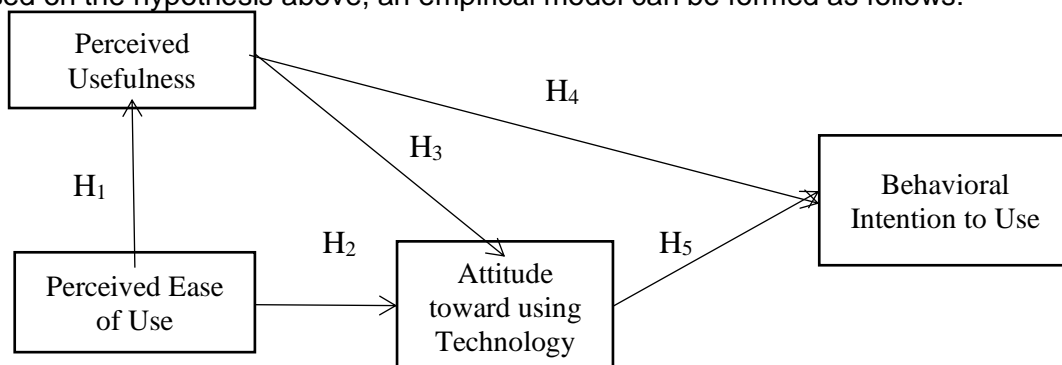 sed on the hypothesis above, an empirical model can be formed as follows:
Perceived
Usefulness
H4
H3
H1
Behavioral
Intention to Use
H2
H5
Perceived Ease
of Use
Attitude
toward using
Technology